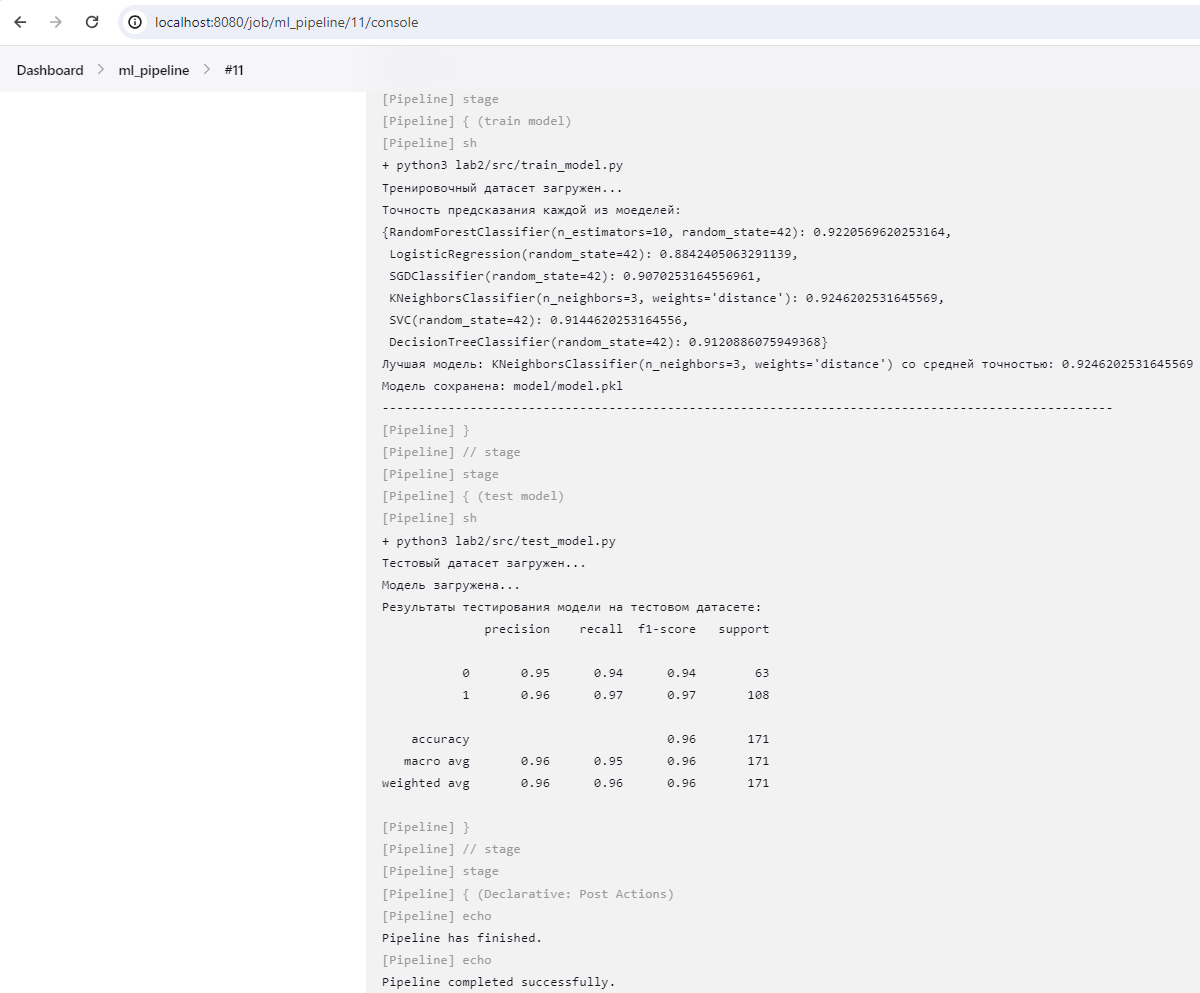 localhost:8080/job/ml_pipeline/11/console
Dashboard > ml_pipeline > #11
[Pipeline] stage
[Pipeline] { (train model)
[Pipeline] sh
+ python3 lab2/src/train_model.py
Тренировочный датасет загружен...
Точность предсказания каждой из моеделей:
{RandomForestClassifier(n_estimators=10, random_state=42): 0.9220569620253164,
 LogisticRegression(random_state=42): 0.8842405063291139,
 SGDClassifier(random_state=42): 0.9070253164556961,
 KNeighborsClassifier(n_neighbors=3, weights='distance'): 0.9246202531645569,
 SVC(random_state=42): 0.9144620253164556,
 DecisionTreeClassifier(random_state=42): 0.9120886075949368}
Лучшая модель: KNeighborsClassifier(n_neighbors=3, weights='distance') со средней точностью: 0.9246202531645569
Модель сохранена: model/model.pkl
----------------------------------------------------------------------------------------------------
[Pipeline] }
[Pipeline] // stage
[Pipeline] stage
[Pipeline] { (test model)
[Pipeline] sh
+ python3 lab2/src/test_model.py
Тестовый датасет загружен...
Модель загружена...
Результаты тестирования модели на тестовом датасете:
              precision    recall  f1-score   support
           0       0.95      0.94      0.94        63
           1       0.96      0.97      0.97       108
    accuracy                           0.96       171
   macro avg       0.96      0.95      0.96       171
weighted avg       0.96      0.96      0.96       171
[Pipeline] }
[Pipeline] // stage
[Pipeline] stage
[Pipeline] { (Declarative: Post Actions)
[Pipeline] echo
Pipeline has finished.
[Pipeline] echo
Pipeline completed successfully.